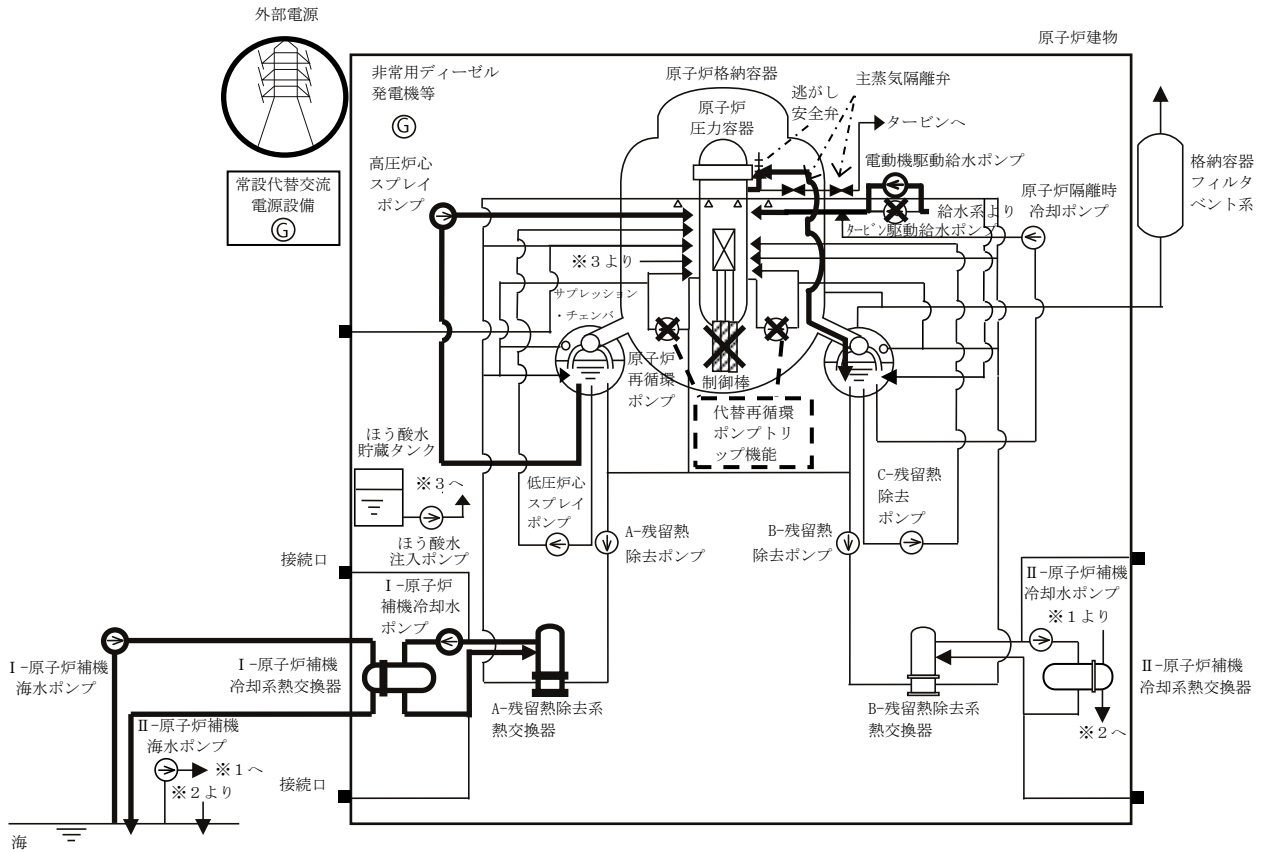 外部電源
原子炉建物
非常用ディーゼル
発電機等
G
原子炉格納容器
原子炉
圧力容器
逃がし
安全弁
主蒸気隔離弁
タービンへ
電動機駆動給水ポンプ
高圧炉心
スプレイ
ポンプ
常設代替交流
電源設備
G
格納容器
フィルタ
ベント系
原子炉隔離時
冷却ポンプ
給水系より
タービン駆動給水ポンプ
※３より
サプレッション
・チェンバ
原子炉
再循環
ポンプ
制御棒
代替再循環
ポンプトリ
ップ機能
ほう酸水
貯蔵タンク
※３へ
ほう酸水
注入ポンプ
低圧炉心
スプレイ
ポンプ
A-残留熱
除去ポンプ
B-残留熱
除去ポンプ
C-残留熱
除去
ポンプ
接続口
Ⅰ-原子炉
補機冷却水
ポンプ
Ⅱ-原子炉補機
冷却水ポンプ
※１より
Ⅰ-原子炉補機
海水ポンプ
Ⅰ-原子炉補機
冷却系熱交換器
A-残留熱除去系
熱交換器
B-残留熱除去系
熱交換器
Ⅱ-原子炉補機
冷却系熱交換器
※２へ
Ⅱ-原子炉補機
海水ポンプ
※１へ
※２より
接続口
海